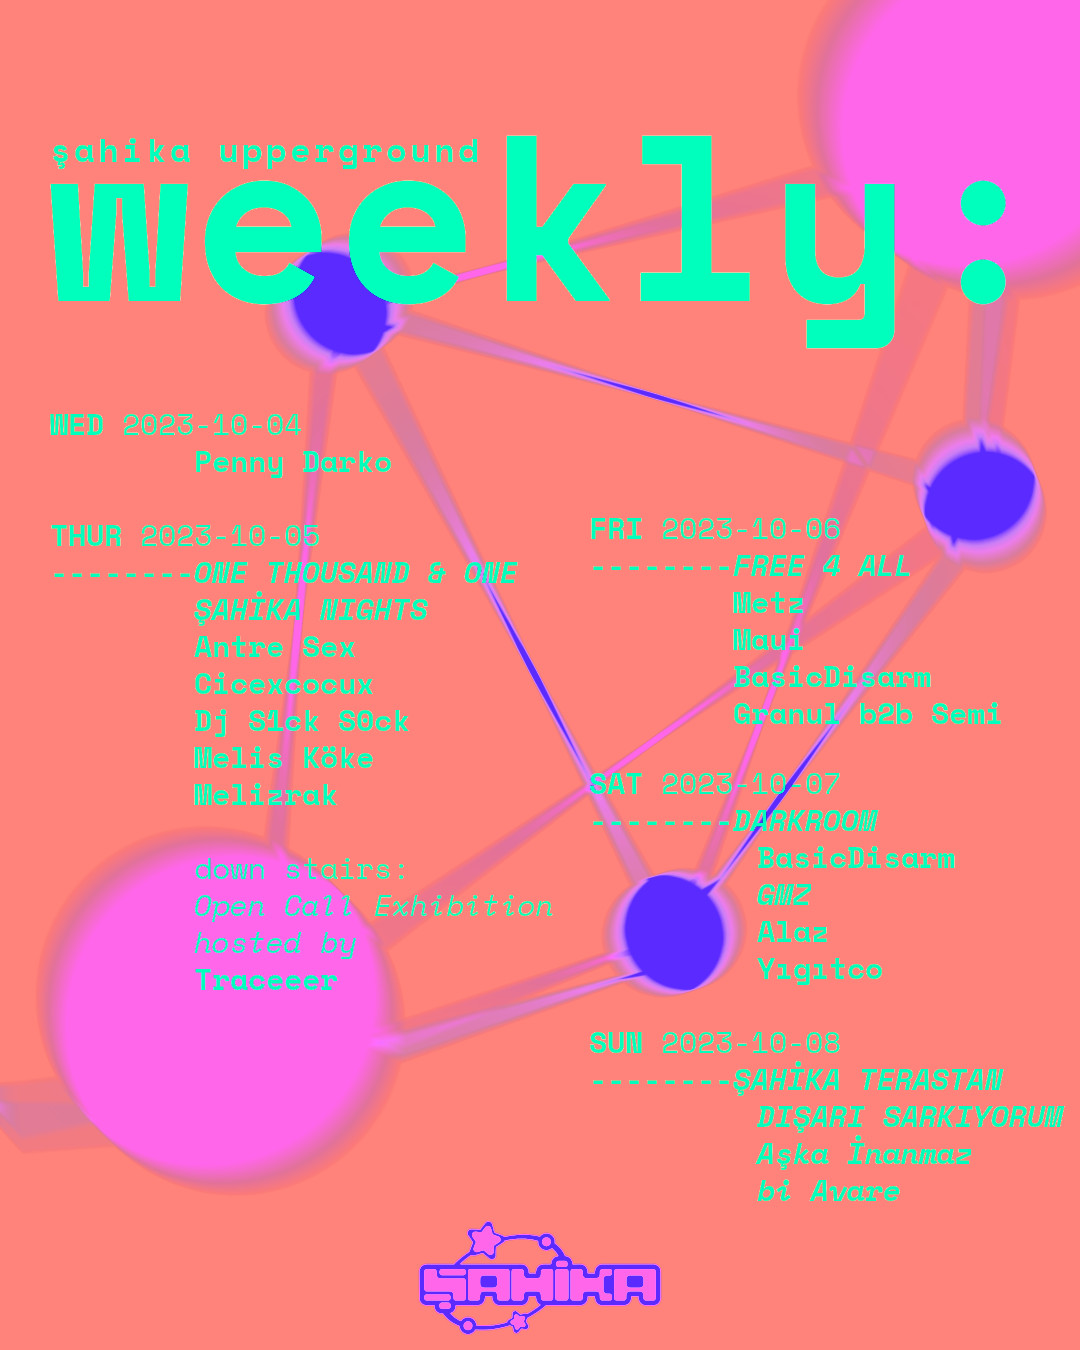 şahika upperground
weekly:
WED 2023-10-04
Penny Darko
THUR 2023-10-05
--------ONE THOUSAND & ONE
ŞAHİKA NIGHTS
Antre Sex
Cicexcocux
Dj S1ck S0ck
Melis Köke
Melizrak
down stairs:
Open Call Exhibition
hosted by
Traceeer
FRI 2023-10-06
--------FREE 4 ALL
Metz
Maui
BasicDisarm
Granul b2b Semi
SAT 2023-10-07
--------DARKROOM
BasicDisarm
GMZ
Alaz
Yıgıtco
SUN 2023-10-08
--------ŞAHİKA TERASTAN
DIŞARI SARKIYORUM
Aşka İnanmaz
bi Avare
ŞAHİKA